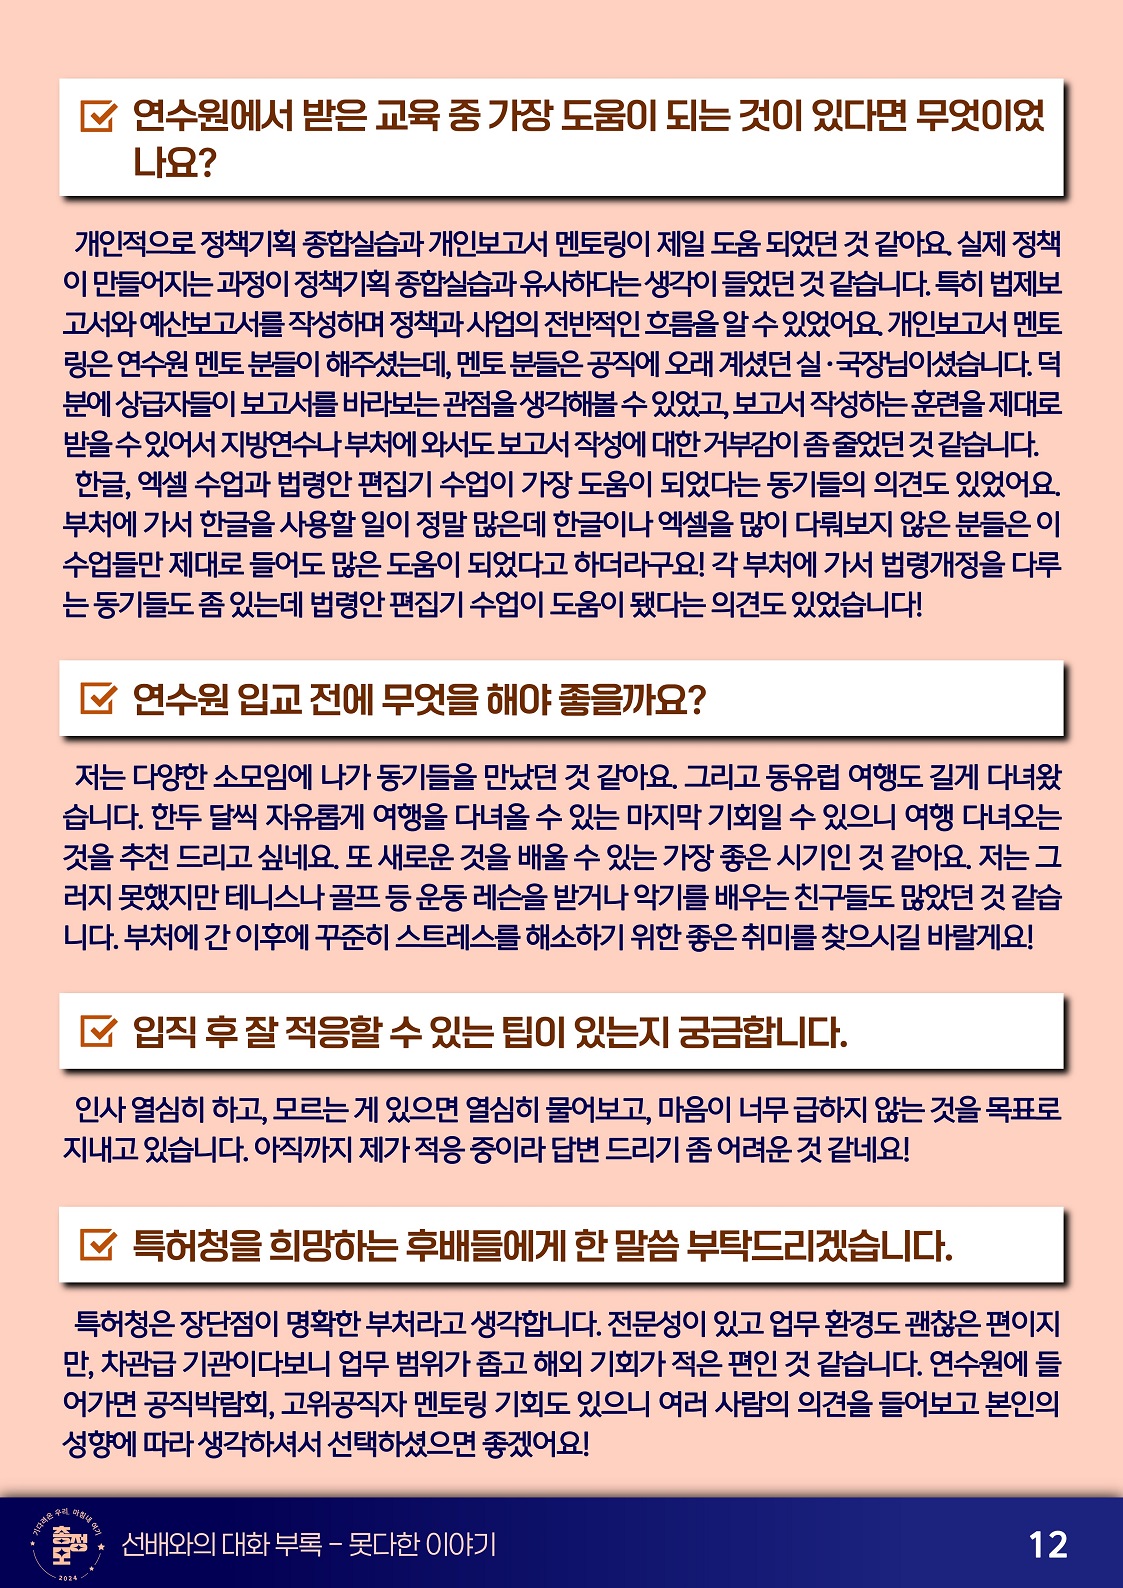 연수원에서 받은 교육 중 가장 도움이 되는 것이 있다면 무엇이었
나요?
개인적으로 정책기획 종합실습과 개인보고서 멘토링이 제일 도움 되었던 것 같아요. 실제 정책
이 만들어지는 과정이 정책기획 종합실습과 유사하다는 생각이 들었던 것 같습니다. 특히 법제보
고서와 예산보고서를 작성하며 정책과 사업의 전반적인 흐름을 알 수 있었어요. 개인보고서 멘토
링은 연수원 멘토 분들이 해주셨는데, 멘토 분들은 공직에 오래 계셨던 실·국장님이셨습니다. 덕
분에 상급자들이 보고서를 바라보는 관점을 생각해볼 수 있었고, 보고서 작성하는 훈련을 제대로
받을 수 있어서 지방연수나 부처에 와서도 보고서 작성에 대한 거부감이 좀 줄었던 것 같습니다.
한글, 엑셀 수업과 법령안 편집기 수업이 가장 도움이 되었다는 동기들의 의견도 있었어요.
부처에 가서 한글을 사용할 일이 정말 많은데 한글이나 엑셀을 많이 다뤄보지 않은 분들은 이
수업들만 제대로 들어도 많은 도움이 되었다고 하더라구요! 각 부처에 가서 법령개정을 다루
는 동기들도 좀 있는데 법령안 편집기 수업이 도움이 됐다는 의견도 있었습니다!
연수원 입교 전에 무엇을 해야 좋을까요?
저는 다양한 소모임에 나가 동기들을 만났던 것 같아요. 그리고 동유럽 여행도 길게 다녀왔
습니다. 한두 달씩 자유롭게 여행을 다녀올 수 있는 마지막 기회일 수 있으니 여행 다녀오는
것을 추천 드리고 싶네요. 또 새로운 것을 배울 수 있는 가장 좋은 시기인 것 같아요. 저는 그
러지 못했지만 테니스나 골프 등 운동 레슨을 받거나 악기를 배우는 친구들도 많았던 것 같습
니다. 부처에 간 이후에 꾸준히 스트레스를 해소하기 위한 좋은 취미를 찾으시길 바랄게요!
입직 후 잘 적응할 수 있는 팁이 있는지 궁금합니다.
인사 열심히 하고, 모르는 게 있으면 열심히 물어보고, 마음이 너무 급하지 않는 것을 목표로
지내고 있습니다. 아직까지 제가 적응 중이라 답변 드리기 좀 어려운 것 같네요!
특허청을 희망하는 후배들에게 한 말씀 부탁드리겠습니다.
특허청은 장단점이 명확한 부처라고 생각합니다. 전문성이 있고 업무 환경도 괜찮은 편이지
만, 차관급 기관이다보니 업무 범위가 좁고 해외 기회가 적은 편인 것 같습니다. 연수원에 들
어가면 공직박람회, 고위공직자 멘토링 기회도 있으니 여러 사람의 의견을 들어보고 본인의
성향에 따라 생각하셔서 선택하셨으면 좋겠어요!
기다려온 우리, 마침내 여기
총정모
2024
선배와의 대화 부록 - 못다한 이야기
12